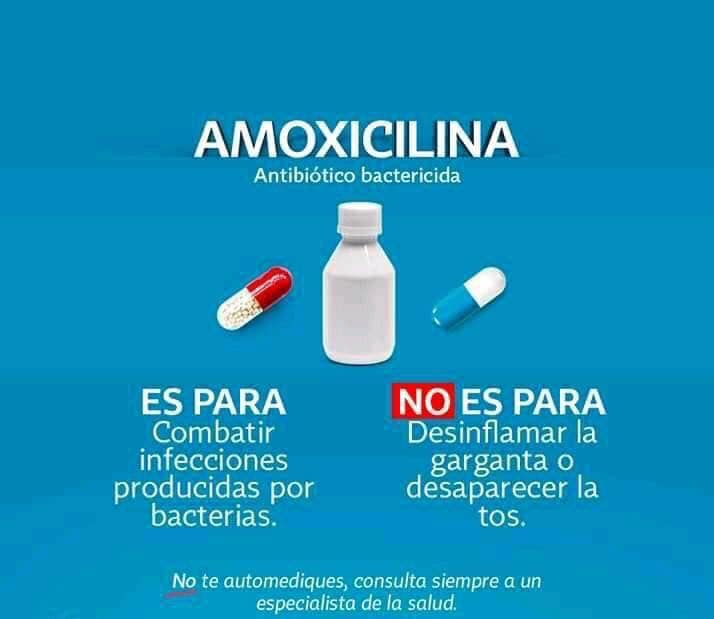 AMOXICILINA
Antibiótico bactericida
ES PARA
Combatir
infecciones
producidas por
bacterias.
NO ES PARA
Desinflamar la
garganta o
desaparecer la
tos.
No te automediques, consulta siempre a un
especialista de la salud.